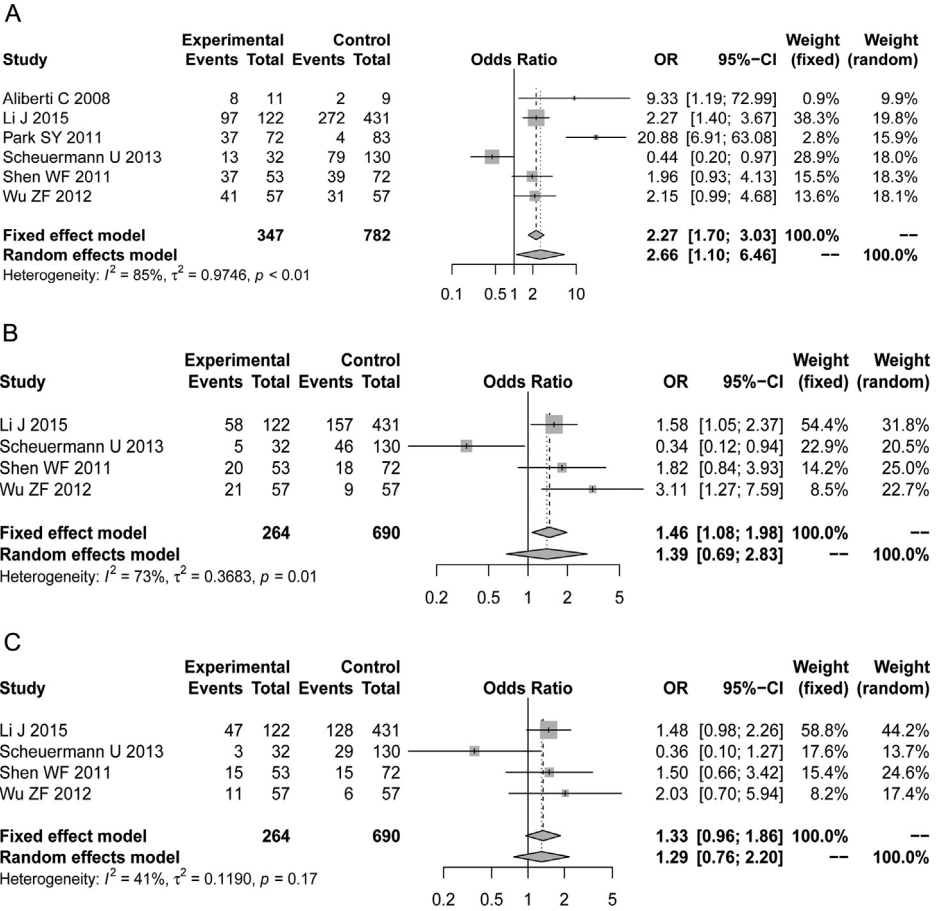 A
Experimental Control Weight Weight
Study Events Total Events Total Odds Ratio OR 95%−CI (fixed) (random)
Aliberti C 2008 8 11 2 9 9.33 [1.19; 72.99] 0.9% 9.9%
Li J 2015 97 122 272 431 2.27 [1.40; 3.67] 38.3% 19.8%
Park SY 2011 37 72 4 83 20.88 [6.91; 63.08] 2.8% 15.9%
Scheuermann U 2013 13 32 79 130 0.44 [0.20; 0.97] 28.9% 18.0%
Shen WF 2011 37 53 39 72 1.96 [0.93; 4.13] 15.5% 18.3%
Wu ZF 2012 41 57 31 57 2.15 [0.99; 4.68] 13.6% 18.1%
Fixed effect model 347 782 2.27 [1.70; 3.03] 100.0% −−
Random effects model 2.66 [1.10; 6.46] −− 100.0%
Heterogeneity: I² = 85%, τ² = 0.9746, p < 0.01
0.1 0.5 1 2 10
B
Experimental Control Weight Weight
Study Events Total Events Total Odds Ratio OR 95%−CI (fixed) (random)
Li J 2015 58 122 157 431 1.58 [1.05; 2.37] 54.4% 31.8%
Scheuermann U 2013 5 32 46 130 0.34 [0.12; 0.94] 22.9% 20.5%
Shen WF 2011 20 53 18 72 1.82 [0.84; 3.93] 14.2% 25.0%
Wu ZF 2012 21 57 9 57 3.11 [1.27; 7.59] 8.5% 22.7%
Fixed effect model 264 690 1.46 [1.08; 1.98] 100.0% −−
Random effects model 1.39 [0.69; 2.83] −− 100.0%
Heterogeneity: I² = 73%, τ² = 0.3683, p = 0.01
0.2 0.5 1 2 5
C
Experimental Control Weight Weight
Study Events Total Events Total Odds Ratio OR 95%−CI (fixed) (random)
Li J 2015 47 122 128 431 1.48 [0.98; 2.26] 58.8% 44.2%
Scheuermann U 2013 3 32 29 130 0.36 [0.10; 1.27] 17.6% 13.7%
Shen WF 2011 15 53 15 72 1.50 [0.66; 3.42] 15.4% 24.6%
Wu ZF 2012 11 57 6 57 2.03 [0.70; 5.94] 8.2% 17.4%
Fixed effect model 264 690 1.33 [0.96; 1.86] 100.0% −−
Random effects model 1.29 [0.76; 2.20] −− 100.0%
Heterogeneity: I² = 41%, τ² = 0.1190, p = 0.17
0.2 0.5 1 2 5